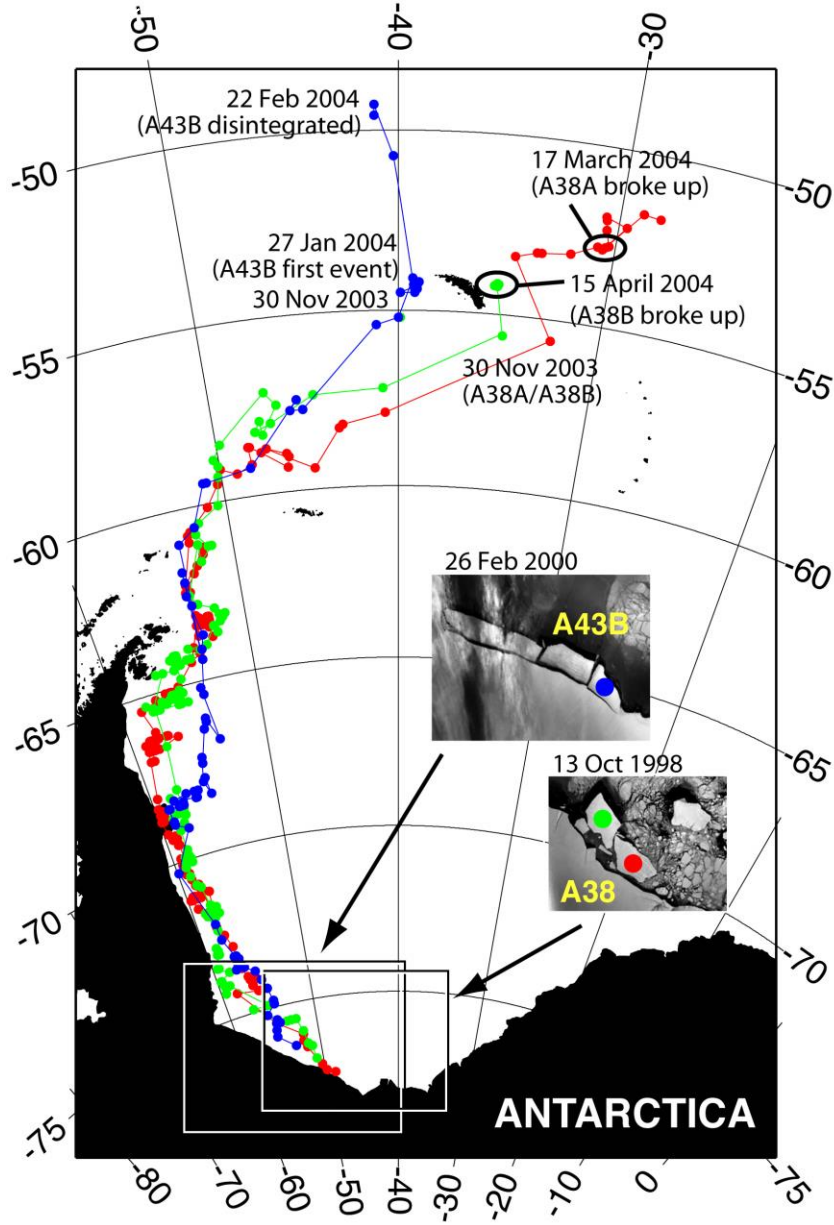 -50
-40
-30
22 Feb 2004
(A43B disintegrated)
-50
-50
17 March 2004
(A38A broke up)
27 Jan 2004
(A43B first event)
30 Nov 2003
15 April 2004
(A38B broke up)
-55
-55
30 Nov 2003
(A38A/A38B)
-60
-60
26 Feb 2000
A43B
-65
-65
13 Oct 1998
A38
-70
-70
ANTARCTICA
-75
-80
-70
-60
-50
-40
-30
-20
-10
0
-75